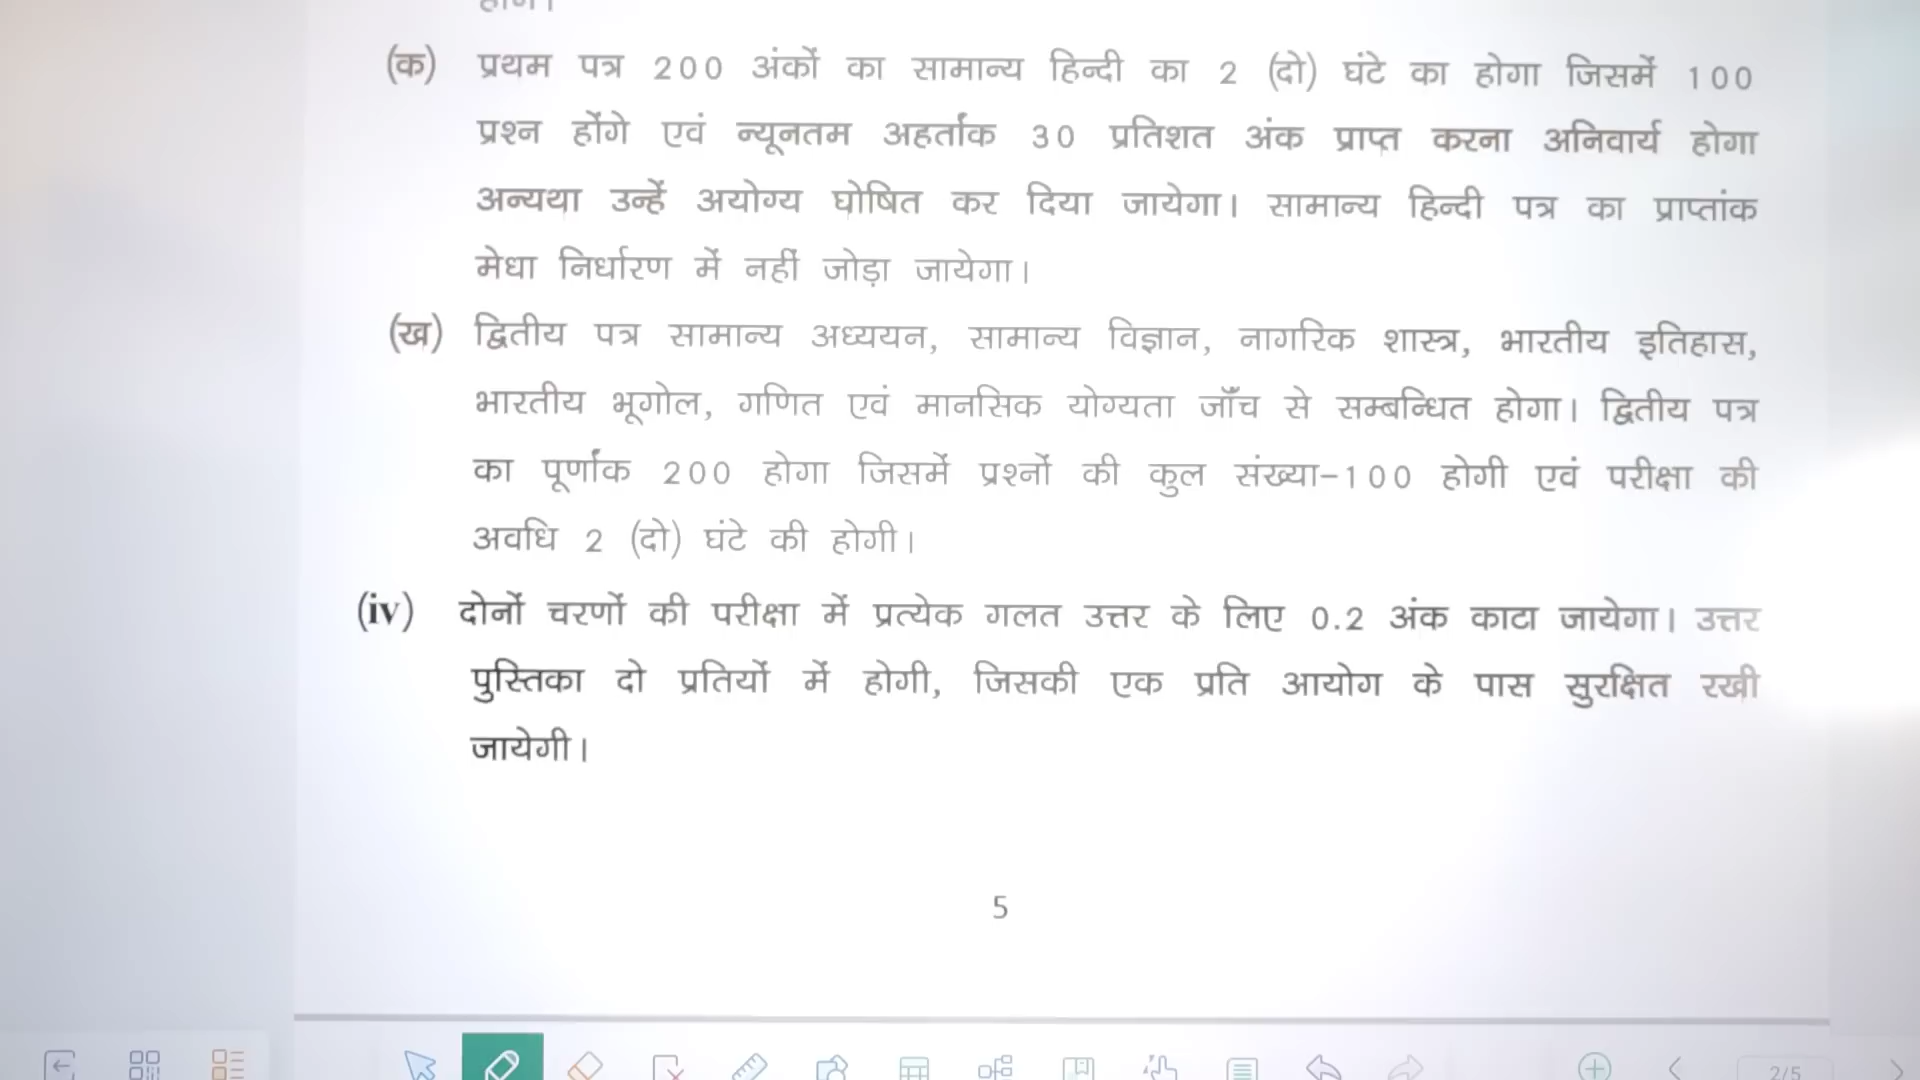 (क) प्रथम पत्र 200 अंकों का सामान्य हिन्दी का 2 (दो) घंटे का होगा जिसमें 100
प्रश्न होंगे एवं न्यूनतम अहर्तांक 30 प्रतिशत अंक प्राप्त करना अनिवार्य होगा
अन्यथा उन्हें अयोग्य घोषित कर दिया जायेगा। सामान्य हिन्दी पत्र का प्राप्तांक
मेधा निर्धारण में नहीं जोड़ा जायेगा।
(ख) द्वितीय पत्र सामान्य अध्ययन, सामान्य विज्ञान, नागरिक शास्त्र, भारतीय इतिहास,
भारतीय भूगोल, गणित एवं मानसिक योग्यता जाँच से सम्बन्धित होगा। द्वितीय पत्र
का पूर्णांक 200 होगा जिसमें प्रश्नों की कुल संख्या-100 होगी एवं परीक्षा की
अवधि 2 (दो) घंटे की होगी।
(iv) दोनों चरणों की परीक्षा में प्रत्येक गलत उत्तर के लिए 0.2 अंक काटा जायेगा। उत्तर
पुस्तिका दो प्रतियों में होगी, जिसकी एक प्रति आयोग के पास सुरक्षित रखी
जायेगी।
5
2/5